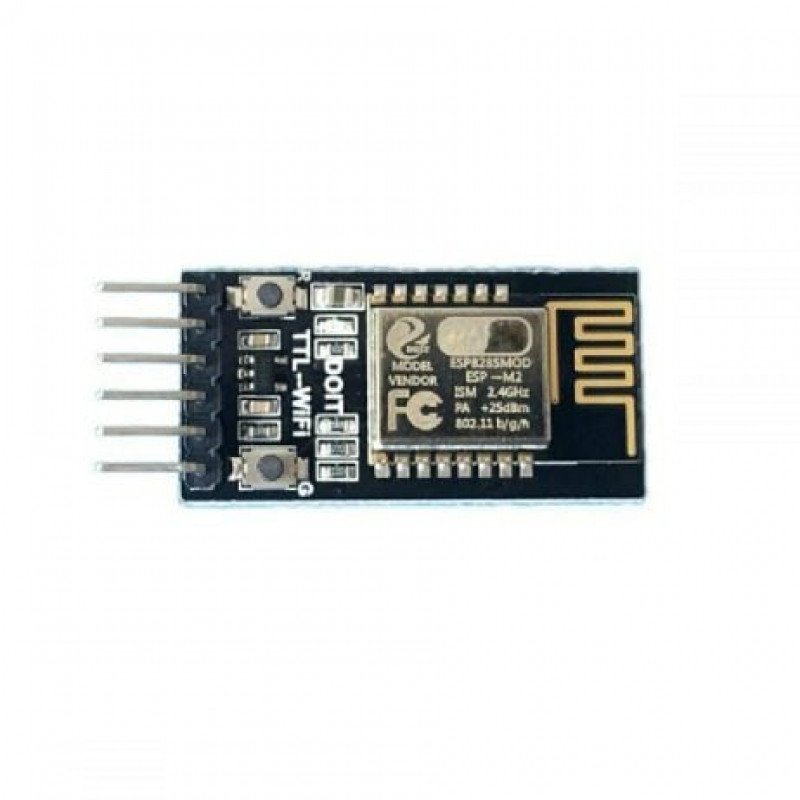 R
TTL-WIFI
DOIT
MODEL
VENDOR
FC
ESP8285MOD
ESP -M2
ISM 2.4GHz
PA +25dBm
802.11 b/g/n
G